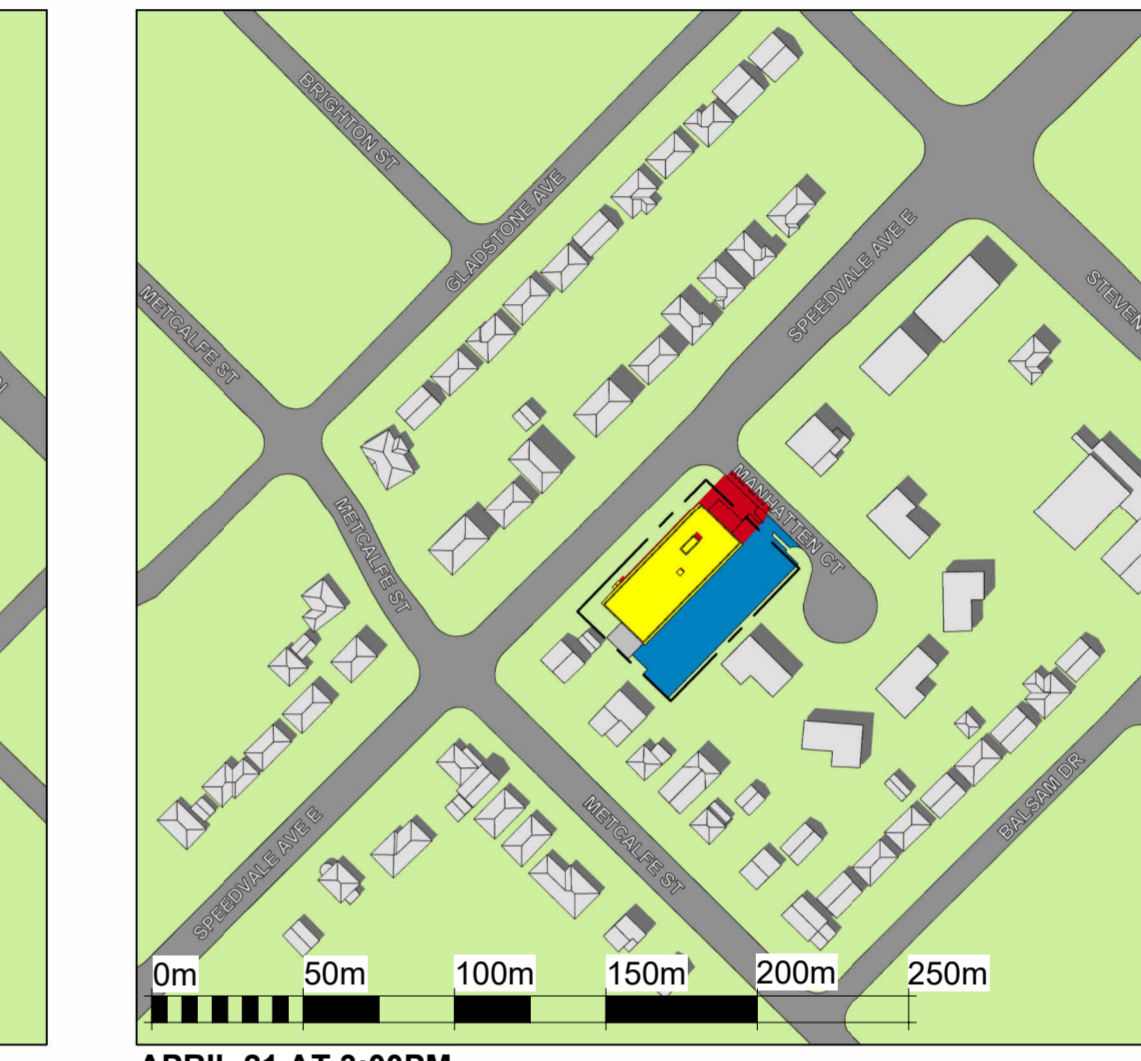 BRIGHTON ST
GLADSTONE AVE
METCALFE ST
SPEEDVALE AVE E
METCALFE ST
MANHATTEN CT
SPEEDVALE AVE E
METCALFE ST
BALSAM DR
0m 50m 100m 150m 200m 250m